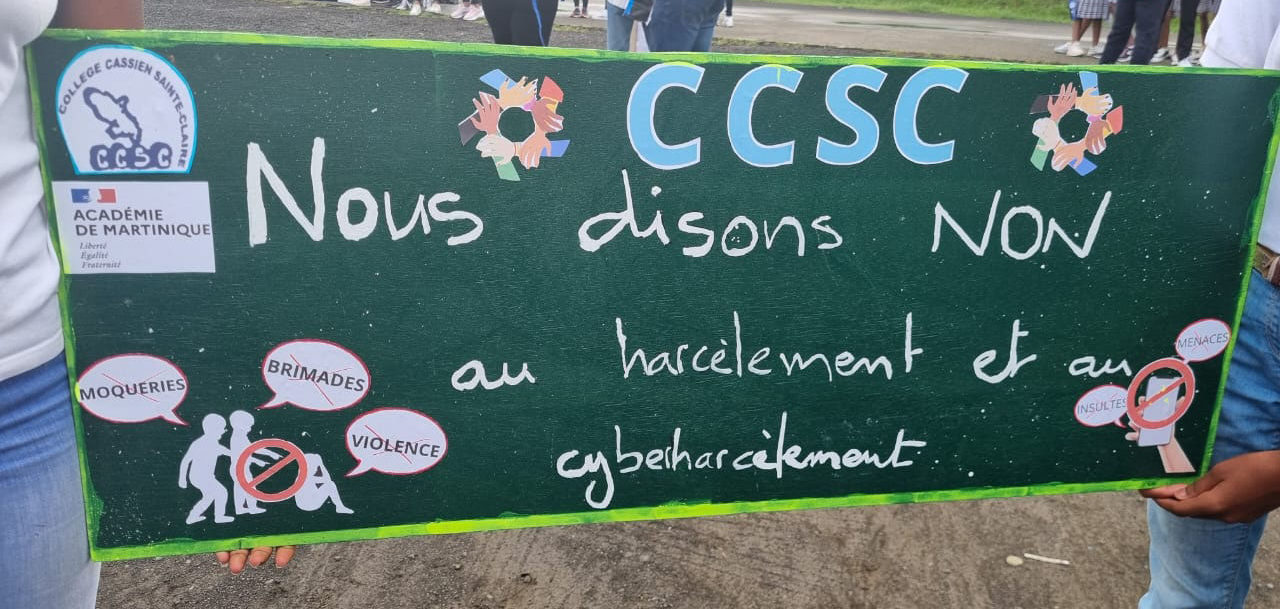 COLLEGE CASSIEN SAINTE-CLAIRE
CCSC
ACADÉMIE
DE MARTINIQUE
Liberté
Égalité
Fraternité
CCSC
Nous disons NON
au harcèlement et au
cyberharcèlement
MOQUERIES
BRIMADES
VIOLENCE
MENACES
INSULTES